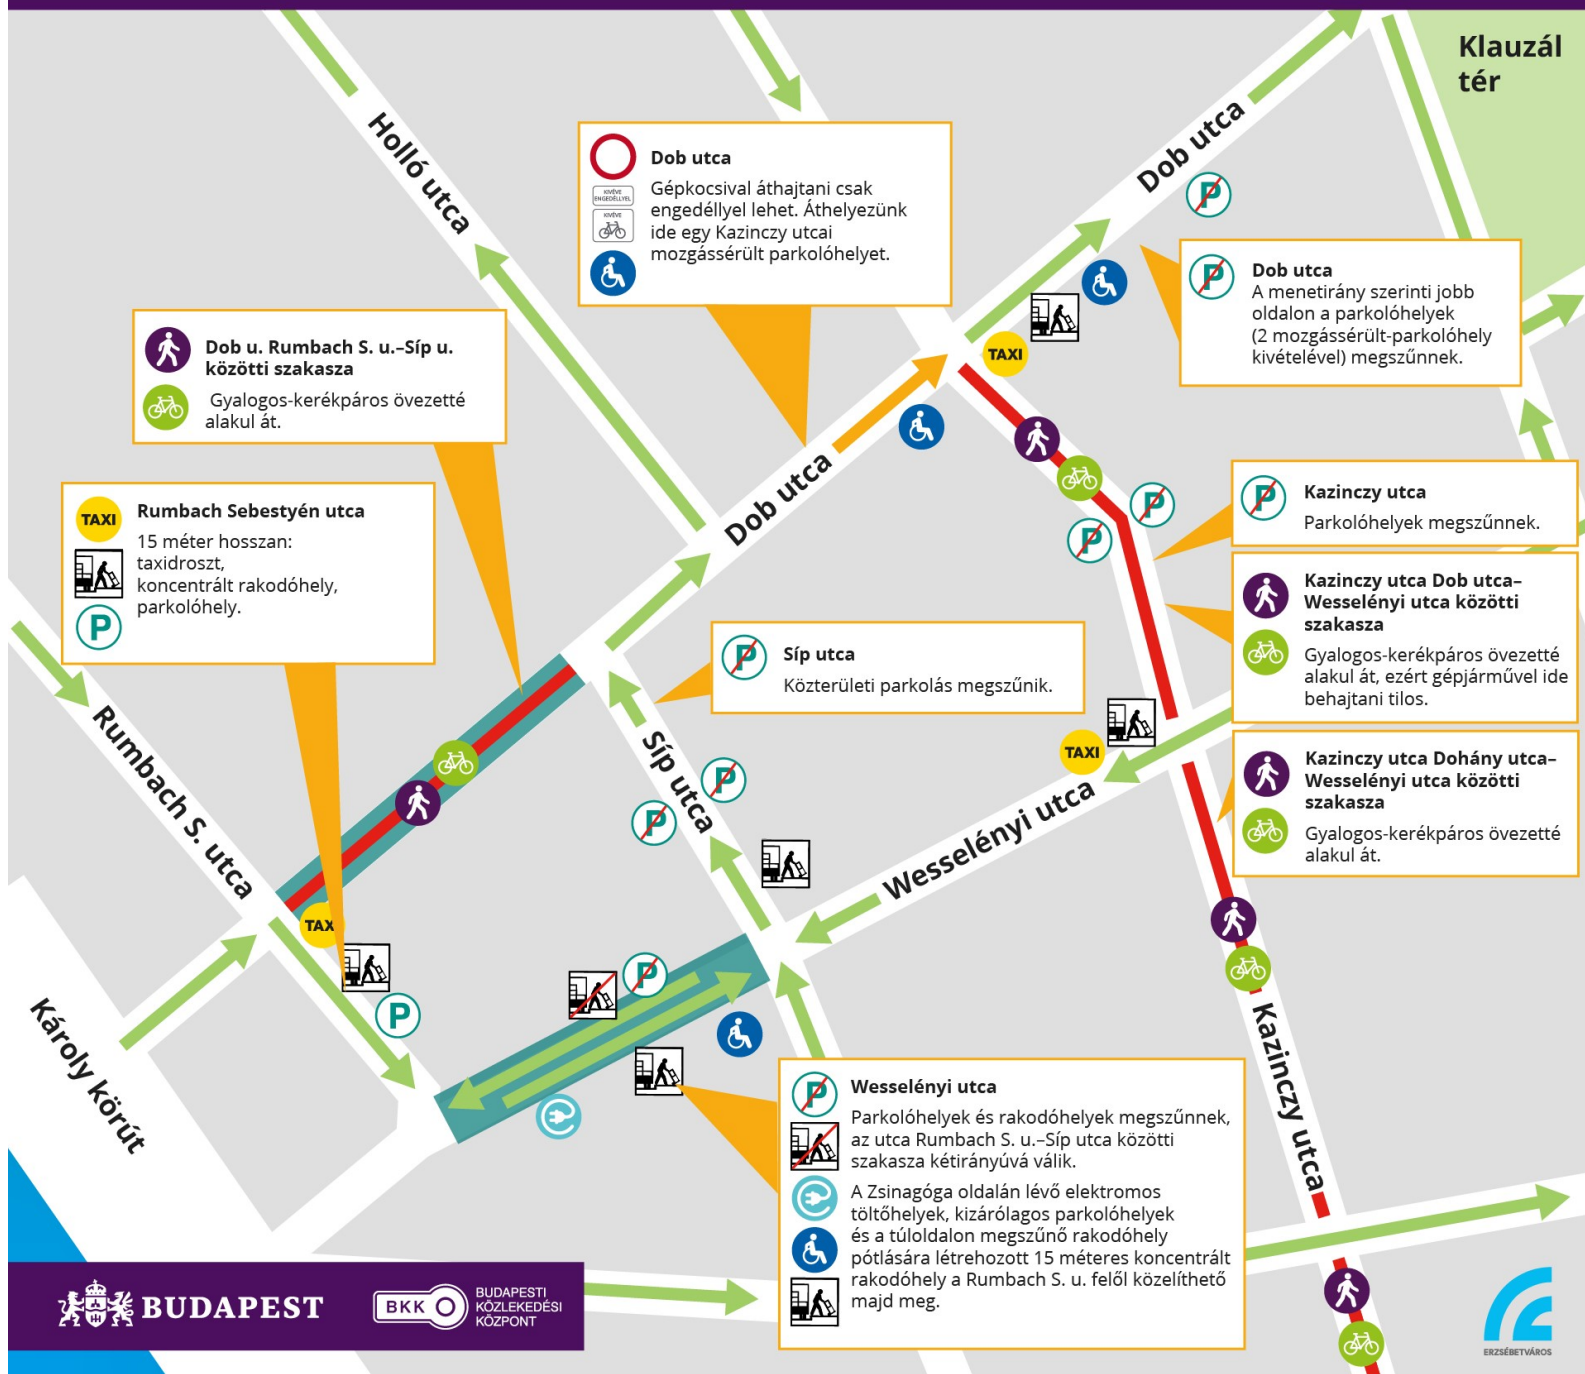 Klauzál
tér
Holló utca
Dob utca
KIVÉVE
ENGEDÉLLYEL
KIVÉVE
Dob utca
Gépkocsival áthajtani csak
engedéllyel lehet. Áthelyezünk
ide egy Kazinczy utcai
mozgássérült parkolóhelyet.
P
P
Dob utca
A menetirány szerinti jobb
oldalon a parkolóhelyek
(2 mozgássérült-parkolóhely
kivételével) megszűnnek.
TAXI
Dob u. Rumbach S. u.–Síp u.
közötti szakasza
Gyalogos-kerékpáros övezetté
alakul át.
Dob utca
TAXI
P
Rumbach Sebestyén utca
15 méter hosszan:
taxidroszt,
koncentrált rakodóhely,
parkolóhely.
P
P
P
Kazinczy utca
Parkolóhelyek megszűnnek.
Kazinczy utca Dob utca–
Wesselényi utca közötti
szakasza
Gyalogos-kerékpáros övezetté
alakul át, ezért gépjárművel ide
behajtani tilos.
P
Síp utca
Közterületi parkolás megszűnik.
Rumbach S. utca
Síp utca
P
P
TAXI
Wesselényi utca
Kazinczy utca Dohány utca–
Wesselényi utca közötti
szakasza
Gyalogos-kerékpáros övezetté
alakul át.
TAXI
P
P
Károly körút
Kazinczy utca
P
Wesselényi utca
Parkolóhelyek és rakodóhelyek megszűnnek,
az utca Rumbach S. u.–Síp utca közötti
szakasza kétirányúvá válik.
A Zsinagóga oldalán lévő elektromos
töltőhelyek, kizárólagos parkolóhelyek
és a túloldalon megszűnő rakodóhely
pótlására létrehozott 15 méteres koncentrált
rakodóhely a Rumbach S. u. felől közelíthető
majd meg.
BUDAPEST
BKK
BUDAPESTI
KÖZLEKEDÉSI
KÖZPONT
ERZSÉBETVÁROS